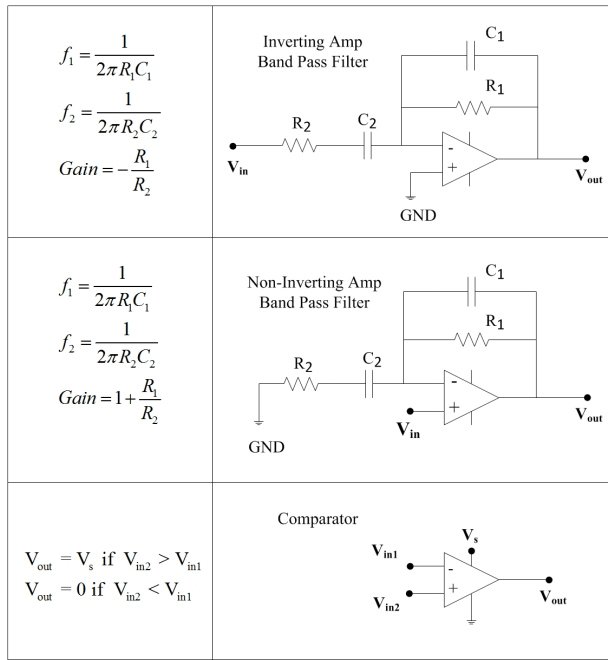 f₁ = 1 / 2πR₁C₁
f₂ = 1 / 2πR₂C₂
Gain = − R₁ / R₂
Inverting Amp
Band Pass Filter
C₁
R₁
R₂
C₂
-
+
Vin
Vout
GND
f₁ = 1 / 2πR₁C₁
f₂ = 1 / 2πR₂C₂
Gain = 1 + R₁ / R₂
Non-Inverting Amp
Band Pass Filter
C₁
R₁
R₂
C₂
-
+
Vin
Vout
GND
Vout = Vs if Vin2 > Vin1
Vout = 0 if Vin2 < Vin1
Comparator
Vs
Vin1
-
+
Vin2
Vout